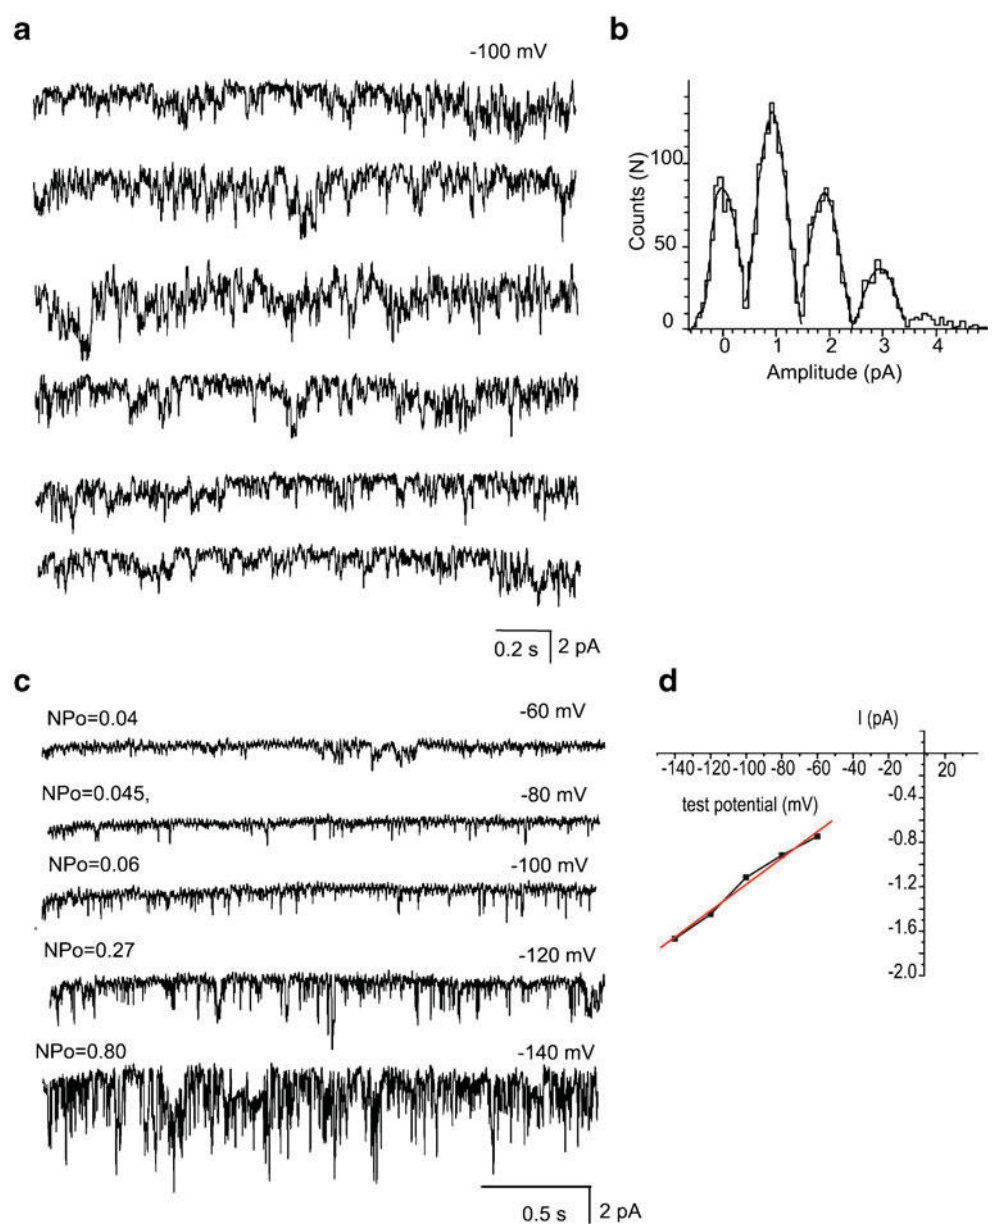 a
-100 mV
0.2 s 2 pA
b
Counts (N)
100
50
0
0 1 2 3 4
Amplitude (pA)
c
NPo=0.04 -60 mV
NPo=0.045, -80 mV
NPo=0.06 -100 mV
NPo=0.27 -120 mV
NPo=0.80 -140 mV
0.5 s 2 pA
d
I (pA)
-140 -120 -100 -80 -60 -40 -20 20
test potential (mV)
-0.4
-0.8
-1.2
-1.6
-2.0